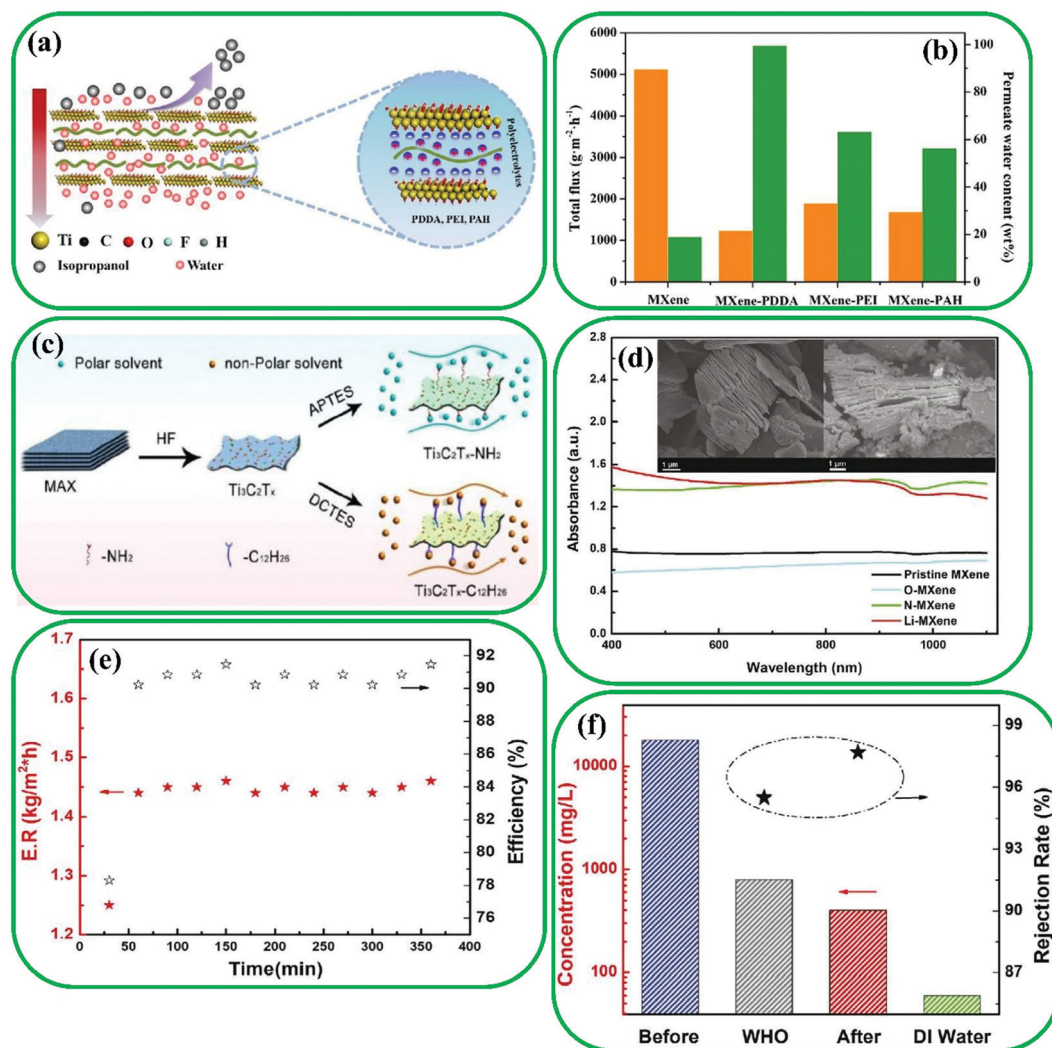 (a)
Polyelectrolytes
PDDA, PEI, PAH
Ti C O F H
Isopropanol Water
(b)
6000
5000
4000
3000
2000
1000
0
Total flux (g·m⁻²·h⁻¹)
100
80
60
40
20
0
Permeate water content (wt%)
MXene MXene-PDDA MXene-PEI MXene-PAH
(c)
Polar solvent non-Polar solvent
APTES
Ti₃C₂Tₓ-NH₂
HF
MAX
Ti₃C₂Tₓ
DCTES
-NH₂ -C₁₂H₂₆
Ti₃C₂Tₓ-C₁₂H₂₆
(d)
2.8
2.4
2.0
1.6
1.2
0.8
0.4
0.0
Absorbance (a.u.)
1 μm 1 μm
Pristine MXene
O-MXene
N-MXene
Li-MXene
400 600 800 1000
Wavelength (nm)
(e)
1.7
1.6
1.5
1.4
1.3
1.2
E.R (kg/m²*h)
92
90
88
86
84
82
80
78
76
Efficiency (%)
0 50 100 150 200 250 300 350 400
Time(min)
(f)
10000
1000
100
Concentration (mg/L)
99
96
93
90
87
Rejection Rate (%)
Before WHO After DI Water